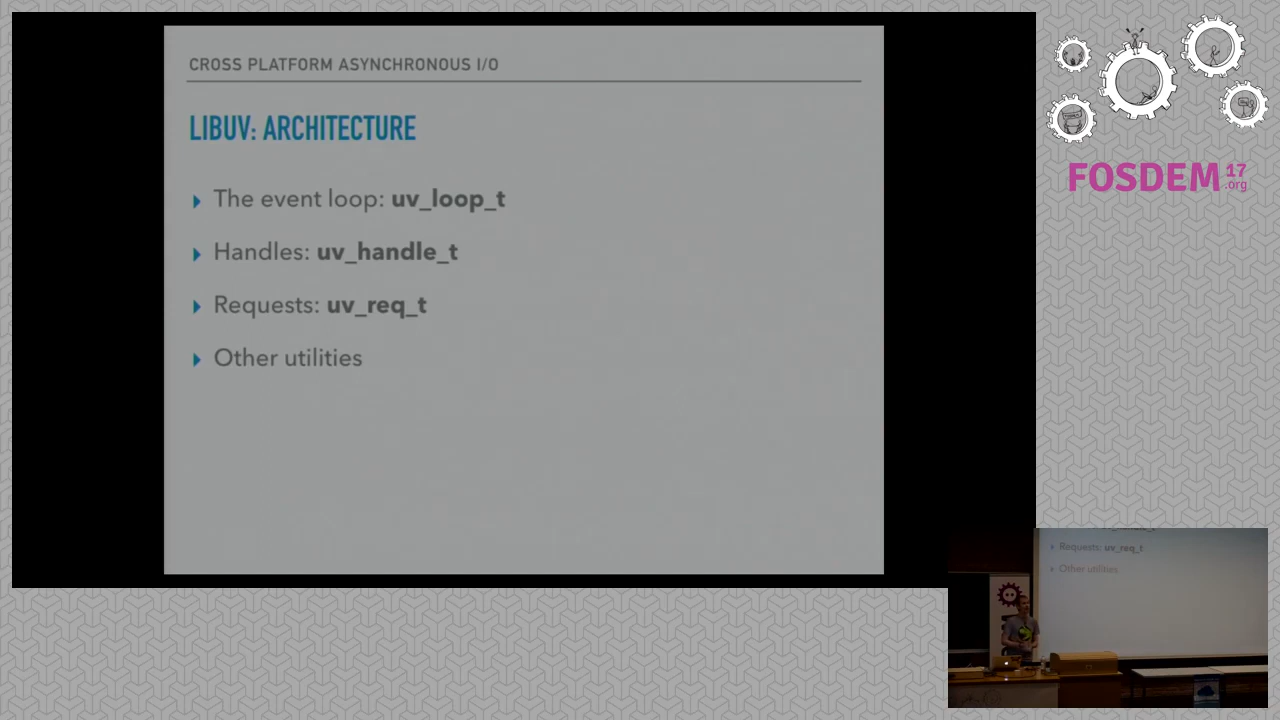 CROSS PLATFORM ASYNCHRONOUS I/O
LIBUV: ARCHITECTURE
The event loop: uv_loop_t
Handles: uv_handle_t
Requests: uv_req_t
Other utilities
FOSDEM 17 .org
Requests: uv_req_t
Other utilities